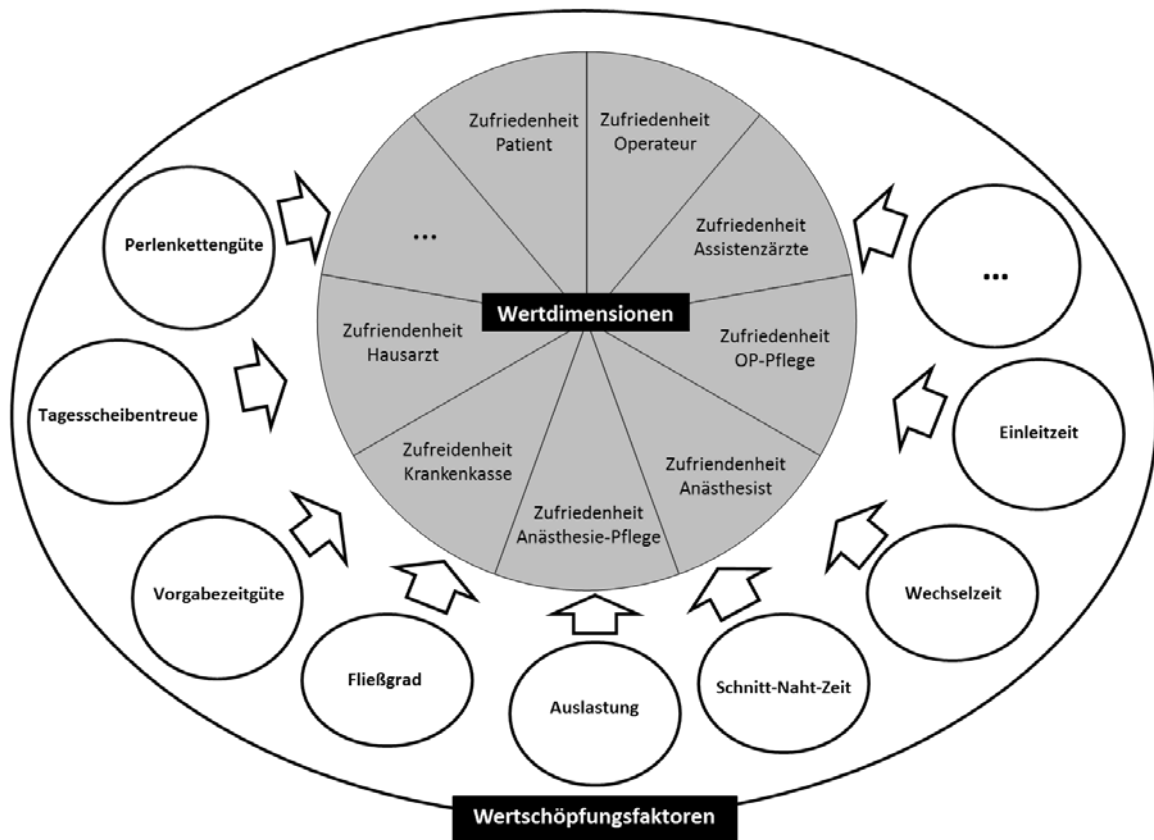 Zufriedenheit
Patient
Zufriedenheit
Operateur
Zufriedenheit
Assistenzärzte
Zufriedenheit
OP-Pflege
Zufriendenheit
Anästhesist
Zufriedenheit
Anästhesie-Pflege
Zufreidenheit
Krankenkasse
Zufriendenheit
Hausarzt
...
Wertdimensionen
Perlenkettengüte
Tagesscheibentreue
Vorgabezeitgüte
Fließgrad
Auslastung
Schnitt-Naht-Zeit
Wechselzeit
Einleitzeit
...
Wertschöpfungsfaktoren